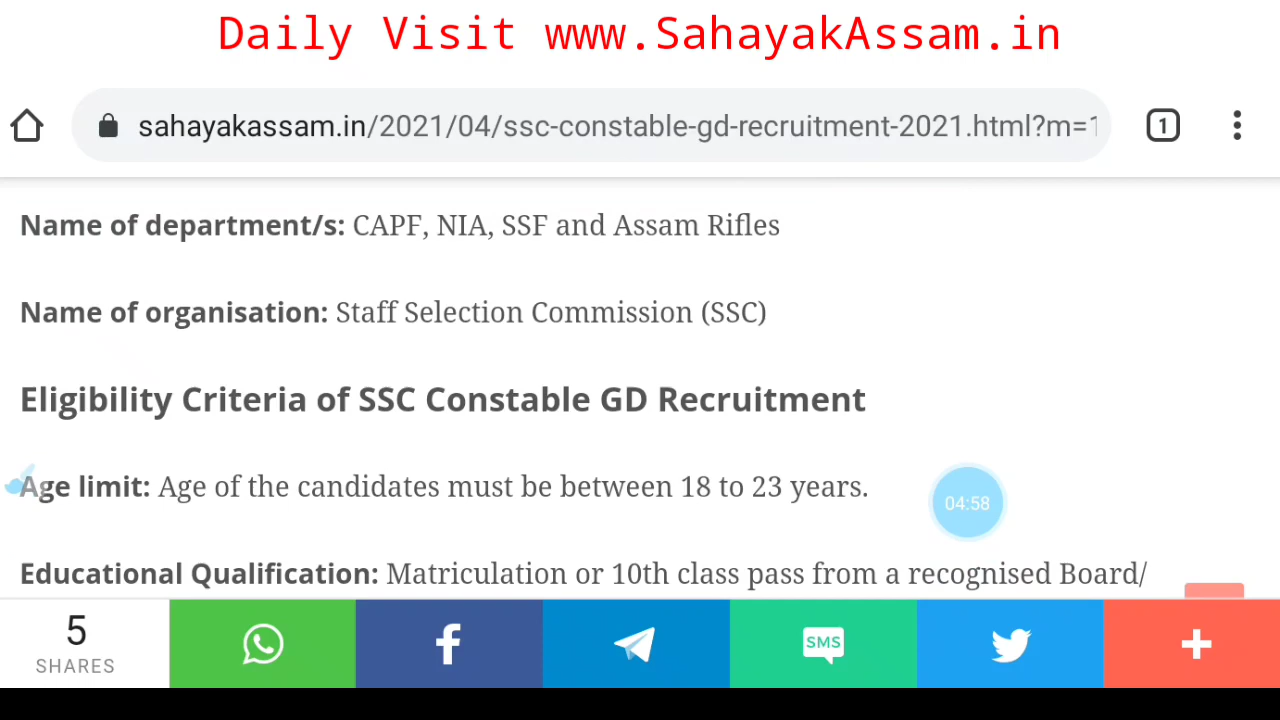 Daily Visit www.SahayakAssam.in
sahayakassam.in/2021/04/ssc-constable-gd-recruitment-2021.html?m=1
1
Name of department/s: CAPF, NIA, SSF and Assam Rifles
Name of organisation: Staff Selection Commission (SSC)
Eligibility Criteria of SSC Constable GD Recruitment
Age limit: Age of the candidates must be between 18 to 23 years.
04:58
Educational Qualification: Matriculation or 10th class pass from a recognised Board/
5
SHARES
SMS